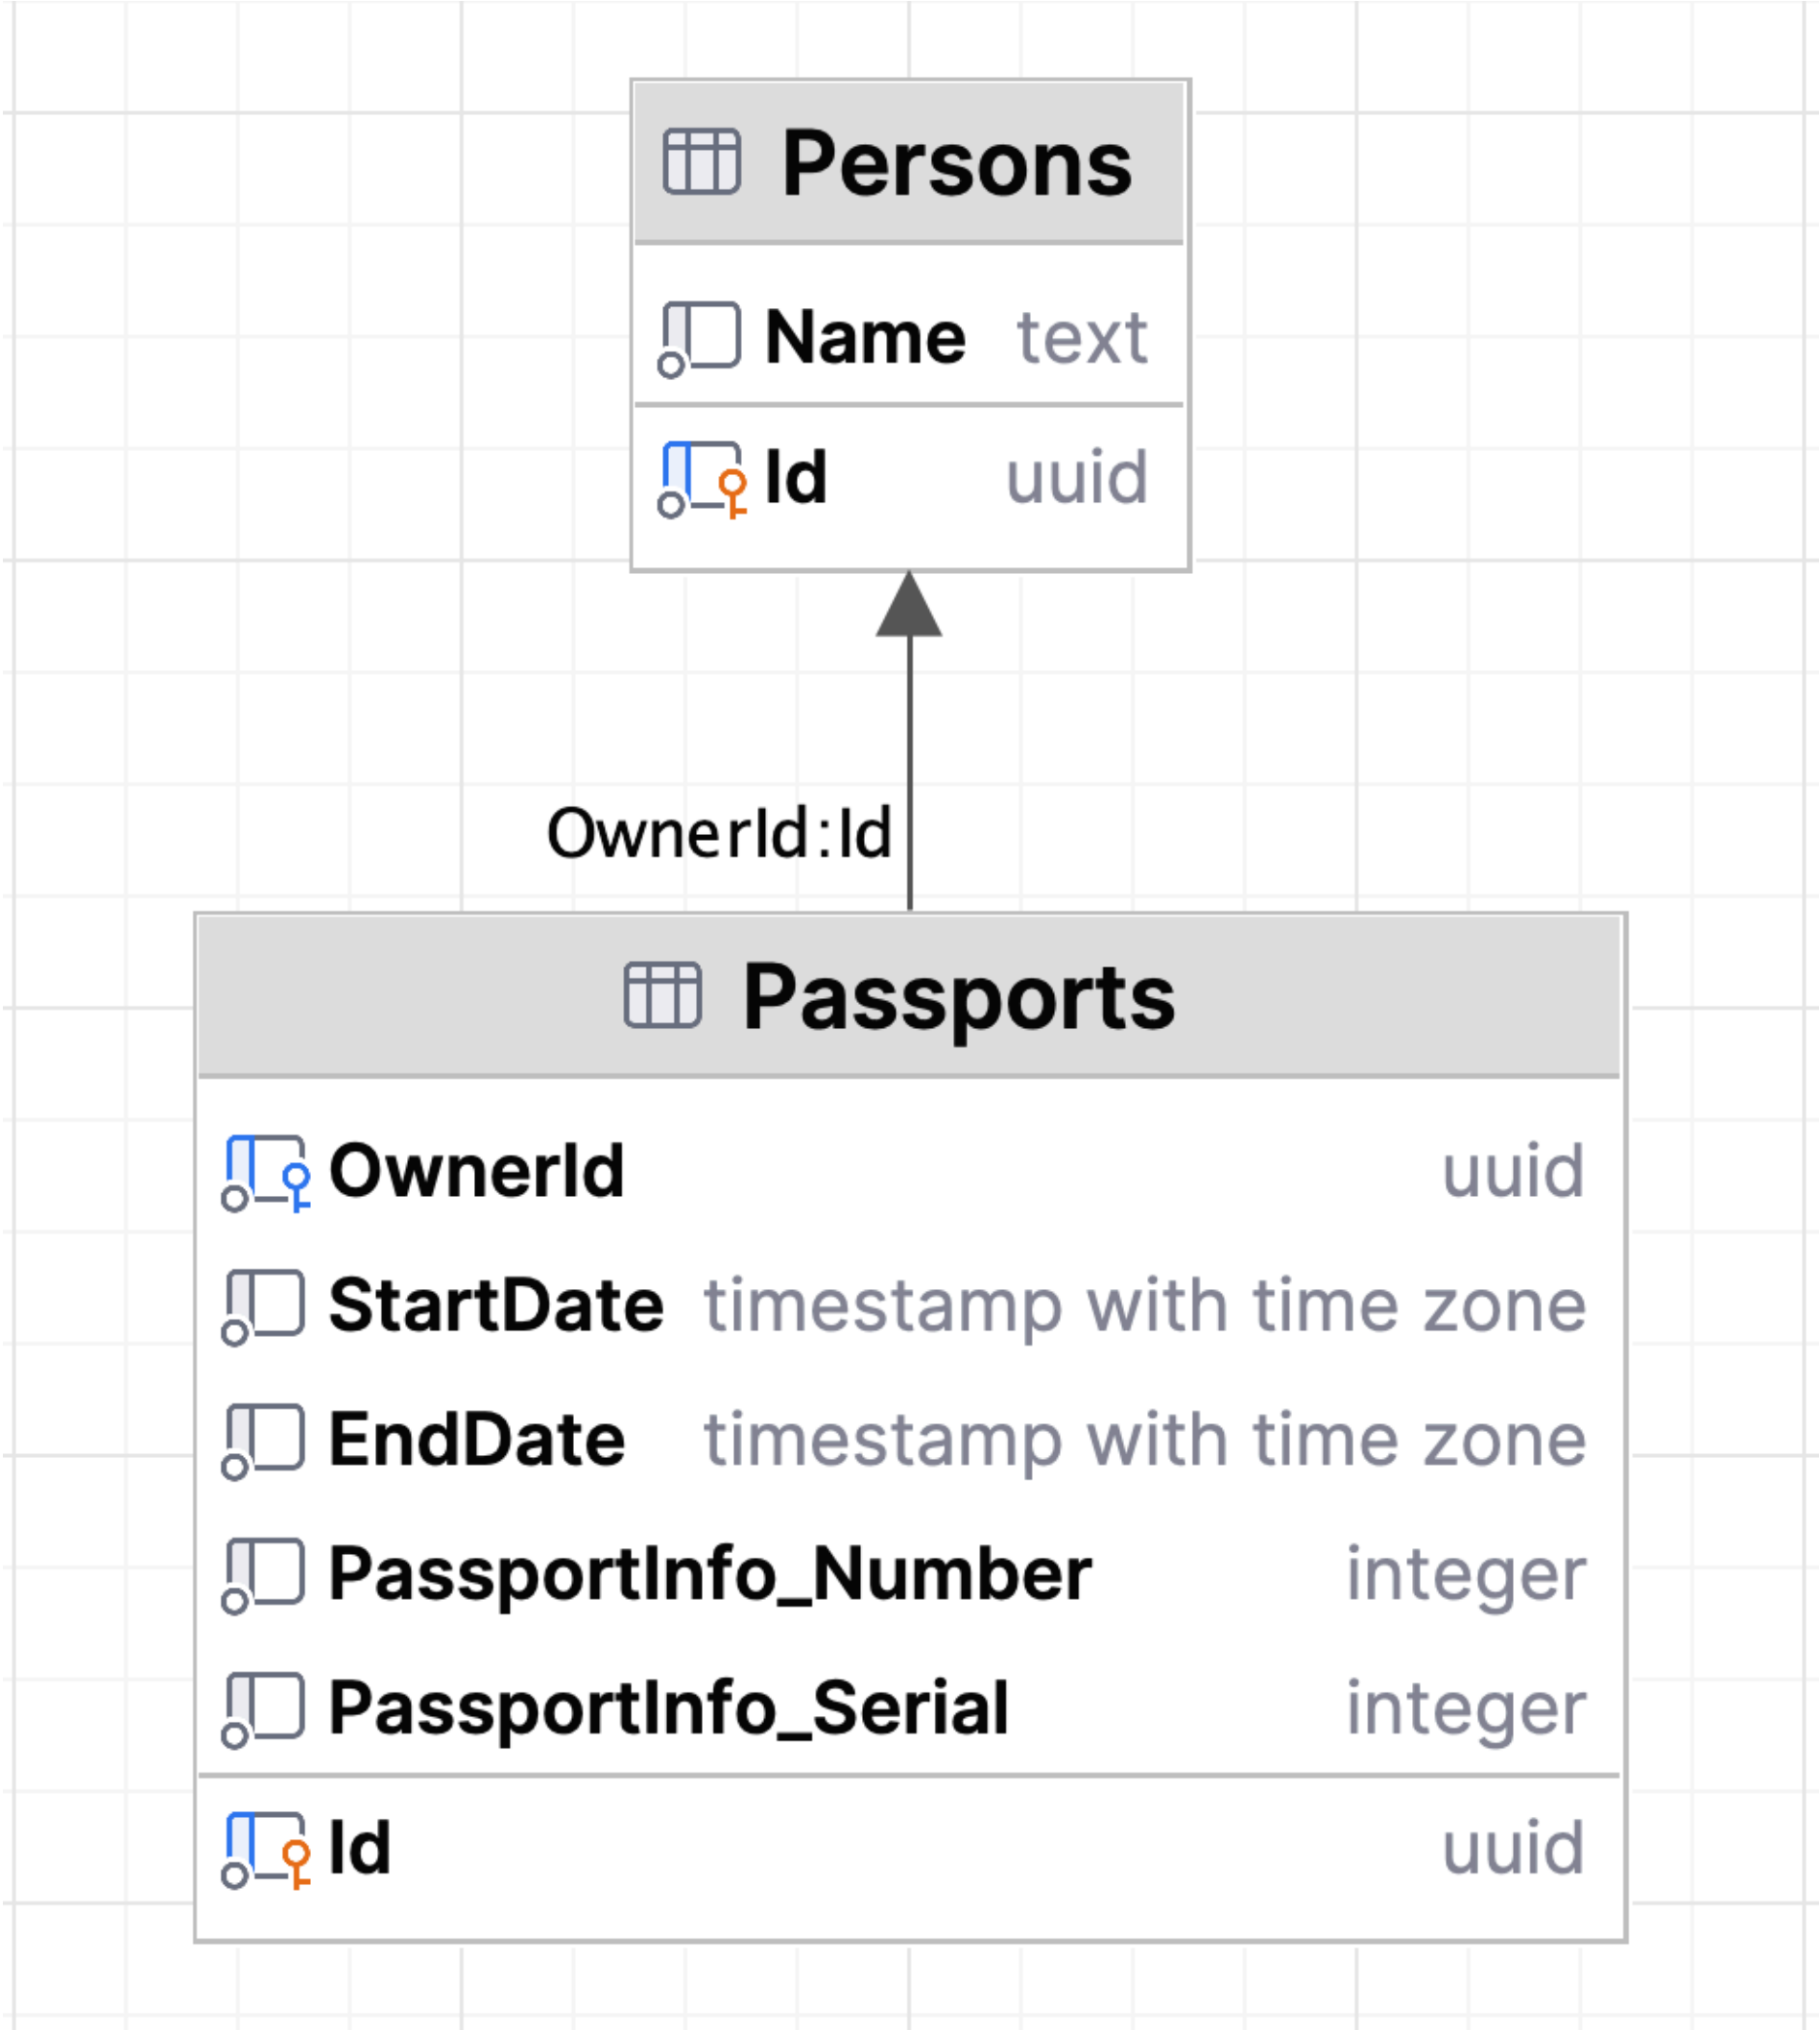 Persons
Name text
Id uuid
OwnerId:Id
Passports
OwnerId uuid
StartDate timestamp with time zone
EndDate timestamp with time zone
PassportInfo_Number integer
PassportInfo_Serial integer
Id uuid